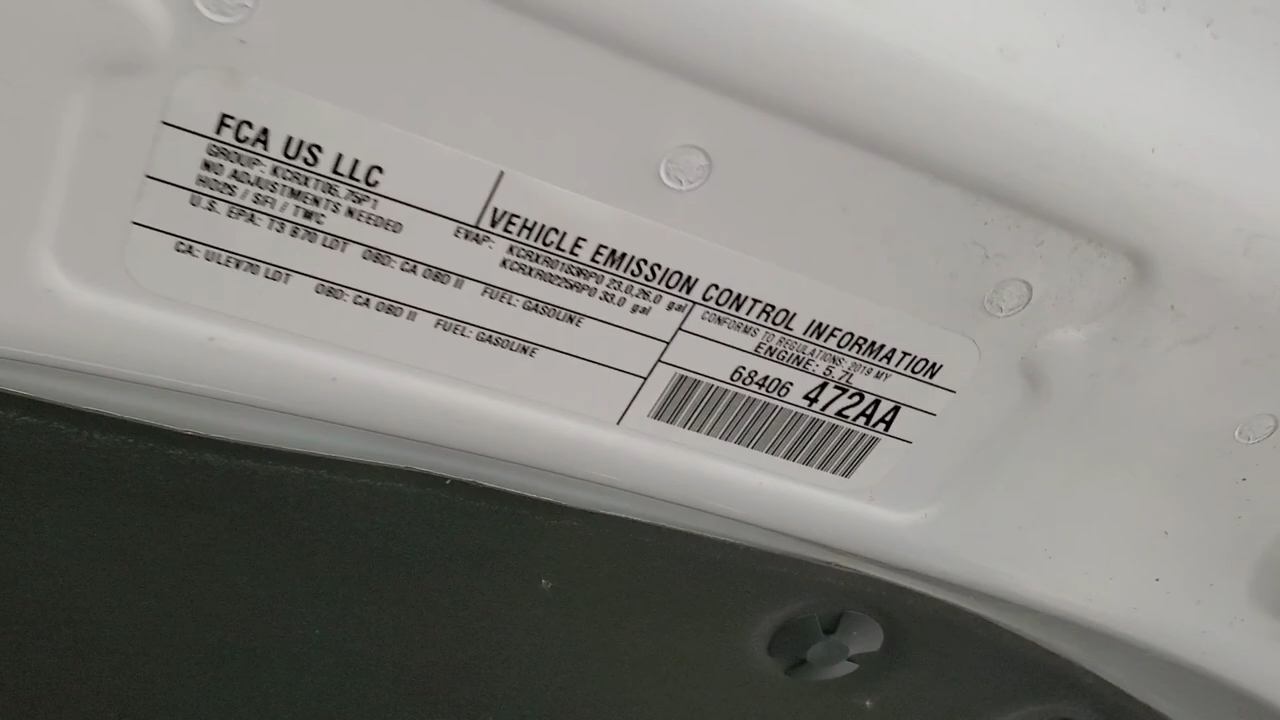 FCA US LLC
GROUP: KCRXT06.75P1
NO ADJUSTMENTS NEEDED
HO2S / SFI / TWC
EVAP: KCRXR0183RP0 23.0,26.0 gal
KCRXR0225RP0 33.0 gal
U.S. EPA: T3 B70 LDT OBD: CA OBD II FUEL: GASOLINE
CA: ULEV70 LDT OBD: CA OBD II FUEL: GASOLINE
VEHICLE EMISSION CONTROL INFORMATION
CONFORMS TO REGULATIONS: 2019 MY
ENGINE: 5.7L
68406 472AA